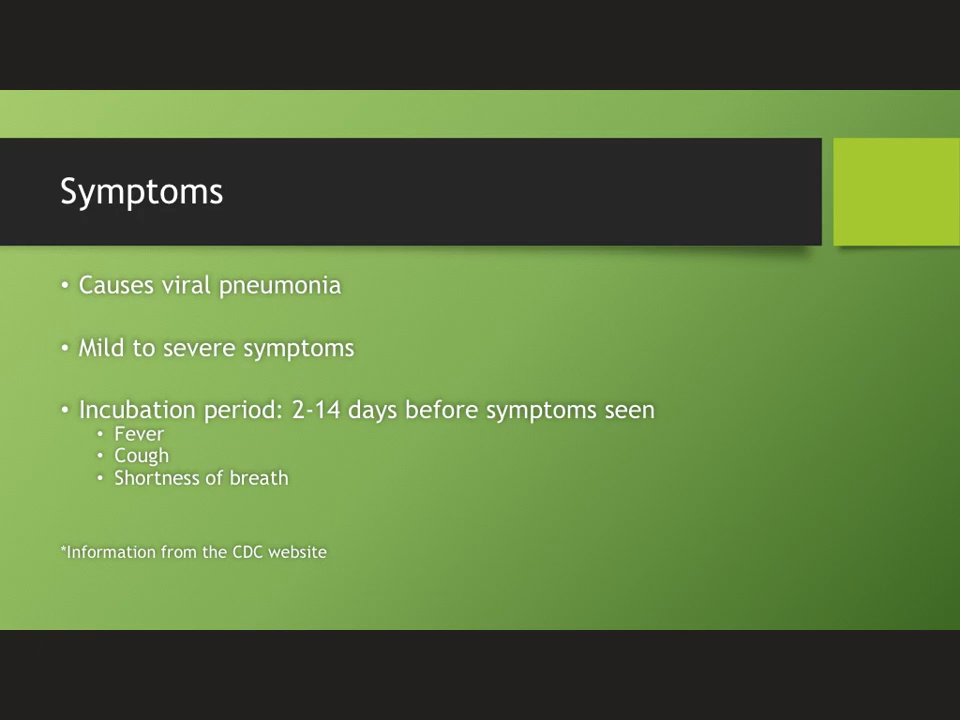 Symptoms
• Causes viral pneumonia
• Mild to severe symptoms
• Incubation period: 2-14 days before symptoms seen
• Fever
• Cough
• Shortness of breath
*Information from the CDC website